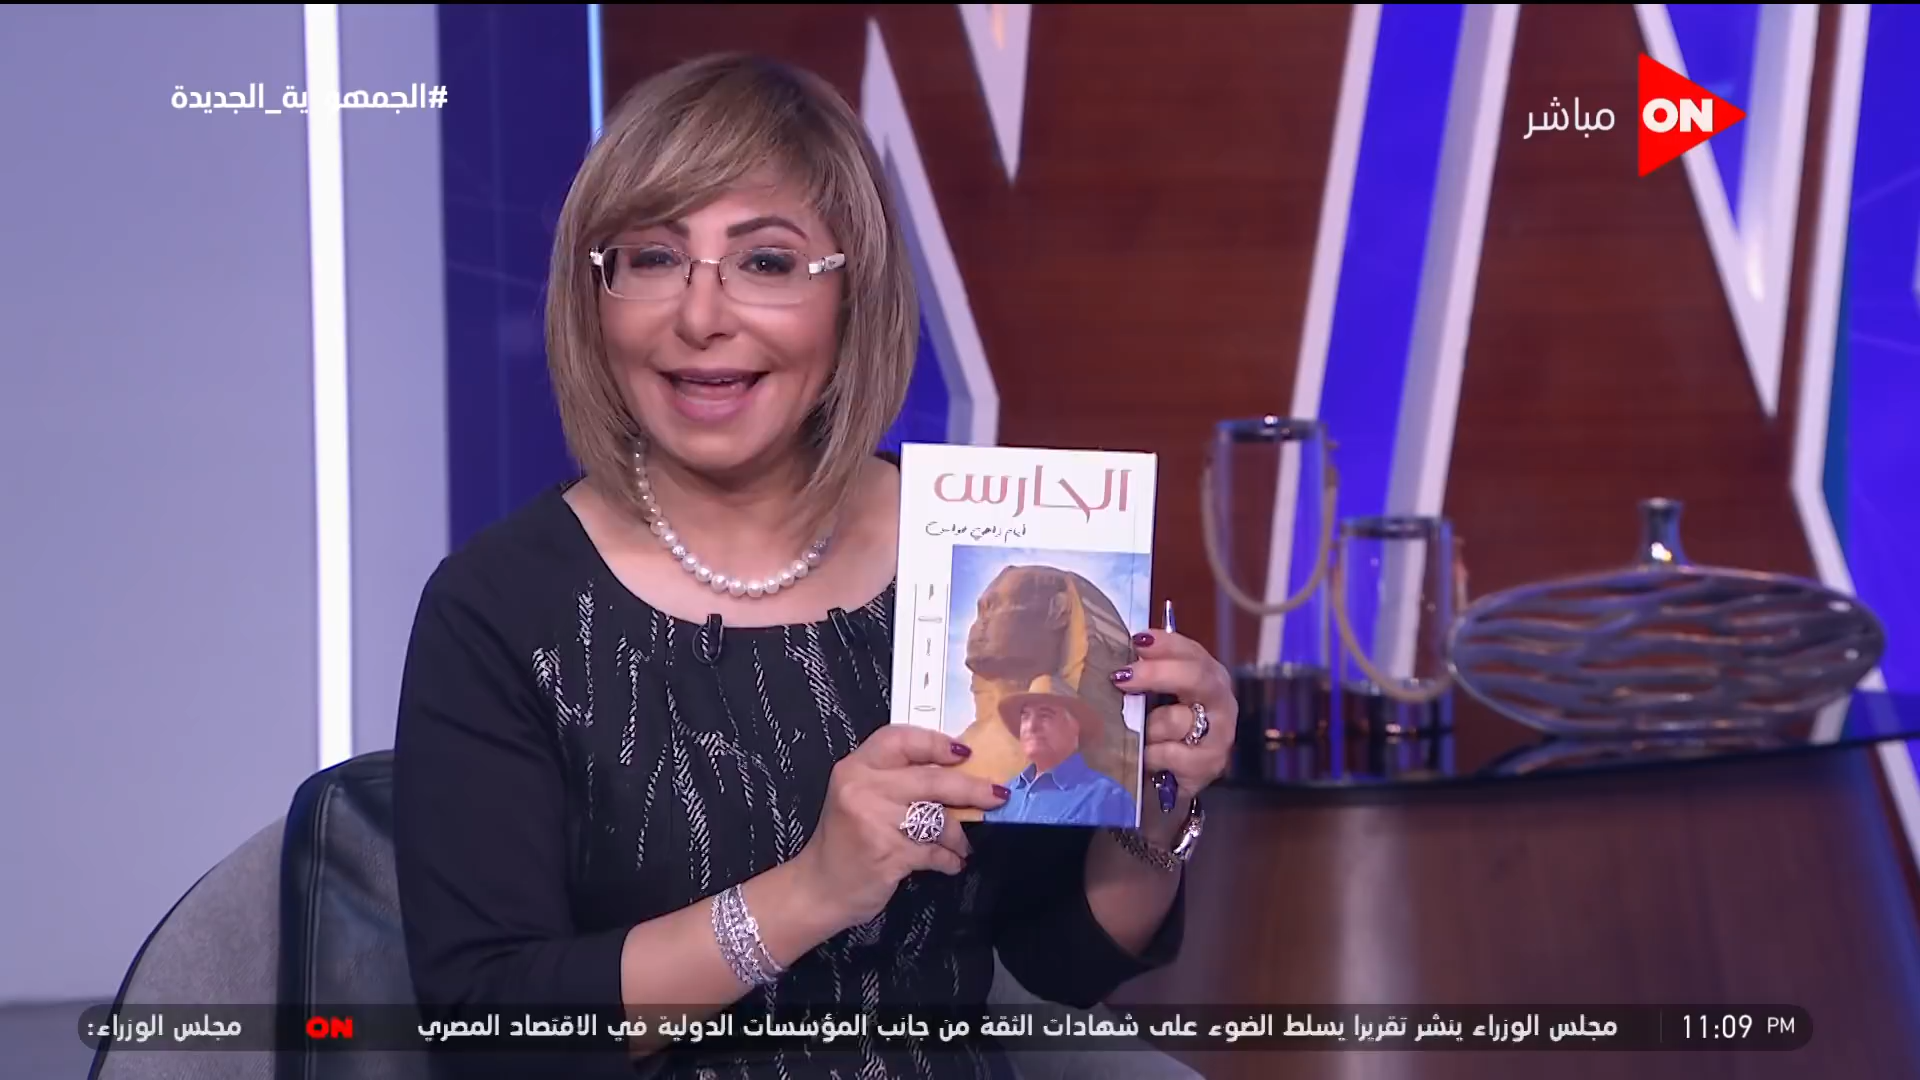 #الجمهورية_الجديدة
مباشر ON
الحارس
أيام زاهي حواس
11:09 PM
مجلس الوزراء ينشر تقريرا يسلط الضوء على شهادات الثقة من جانب المؤسسات الدولية في الاقتصاد المصري ON مجلس الوزراء: